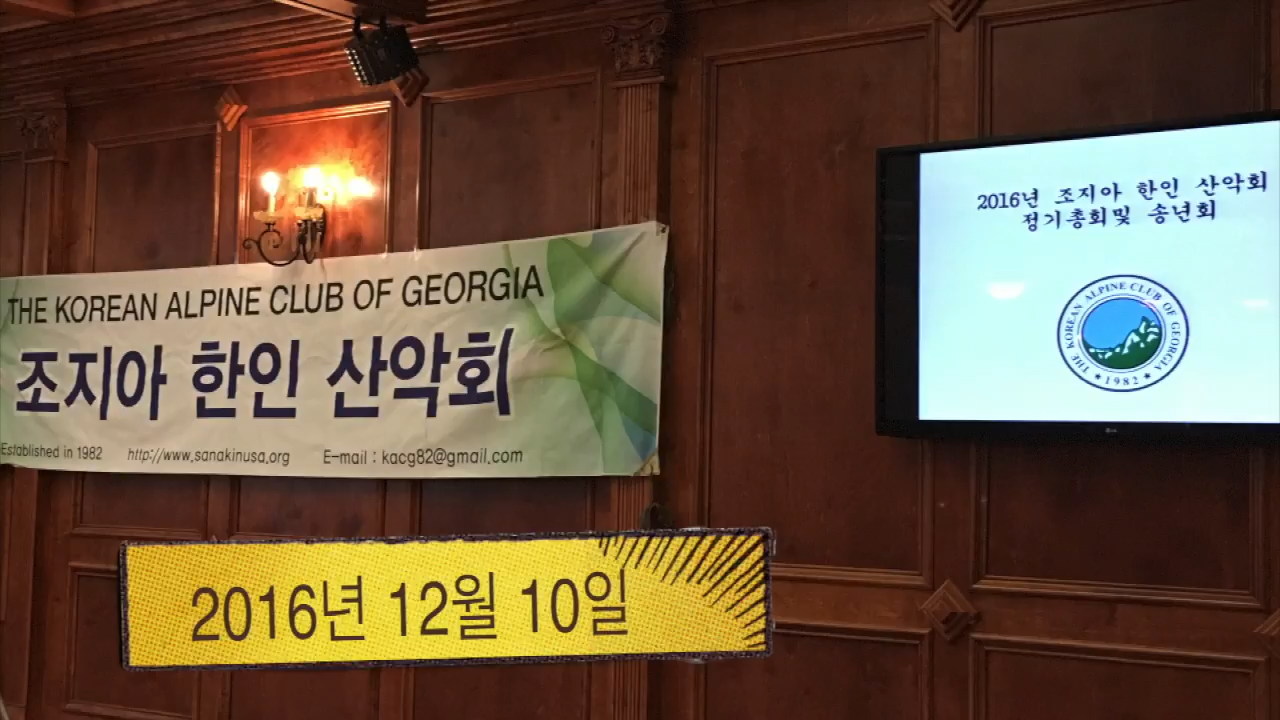 THE KOREAN ALPINE CLUB OF GEORGIA
조지아 한인 산악회
Established in 1982 http://www.sanakinusa.org E-mail : kacg82@gmail.com
2016년 조지아 한인 산악회
정기총회및 송년회
THE KOREAN ALPINE CLUB OF GEORGIA
★ 1982 ★
2016년 12월 10일